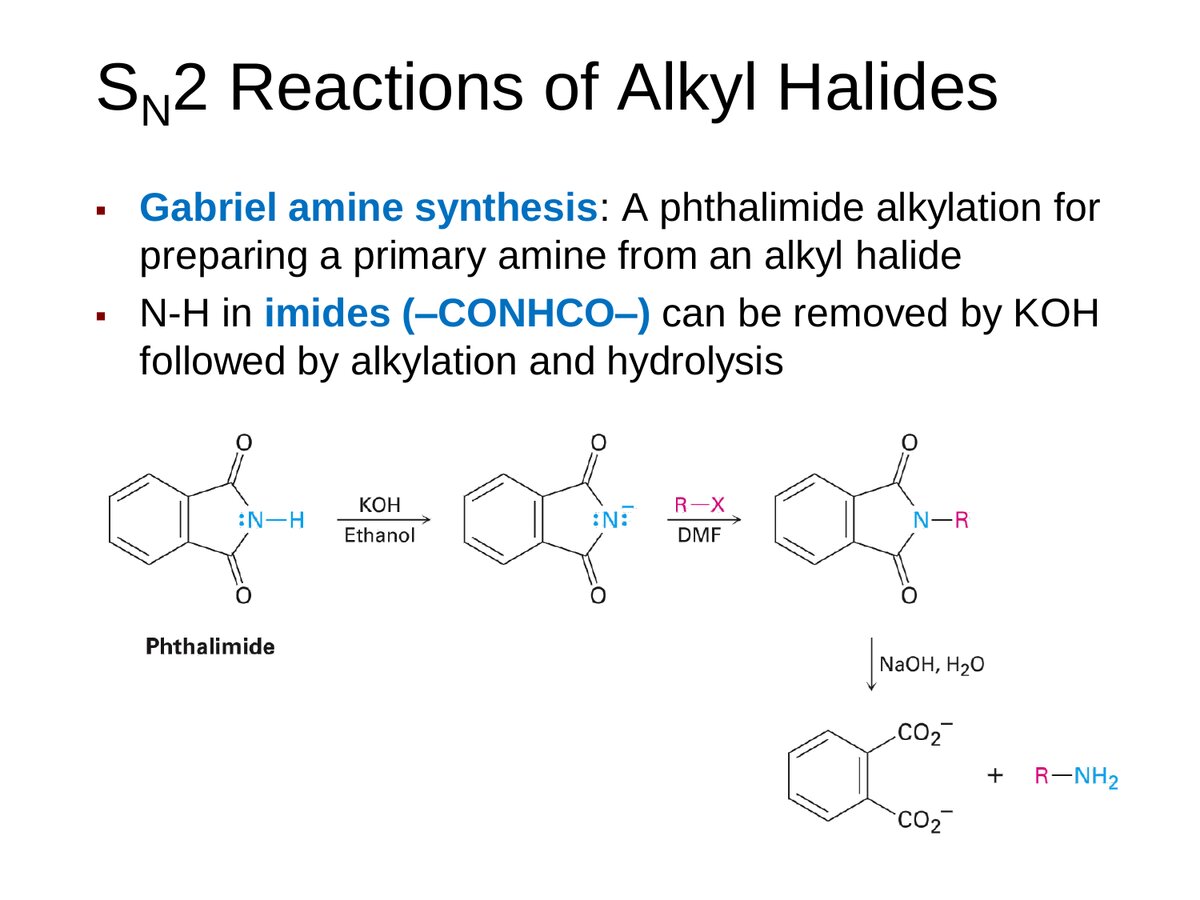 S_N2 Reactions of Alkyl Halides
▪ Gabriel amine synthesis: A phthalimide alkylation for
preparing a primary amine from an alkyl halide
▪ N-H in imides (–CONHCO–) can be removed by KOH
followed by alkylation and hydrolysis
O
:N—H
O
Phthalimide
KOH
Ethanol
O
:N:⁻
O
R—X
DMF
O
N—R
O
NaOH, H₂O
CO₂⁻
CO₂⁻
+
R—NH₂